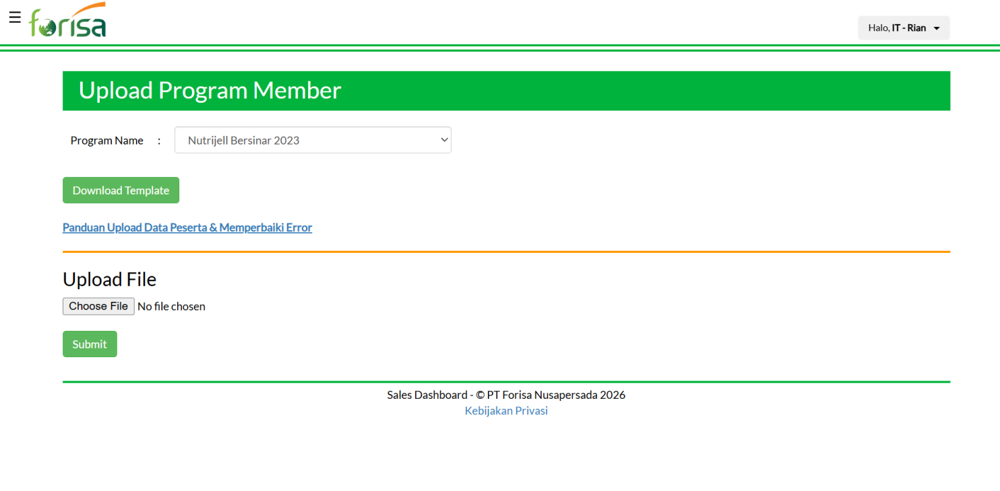 ☰ forisa
Halo, IT - Rian
Upload Program Member
Program Name : Nutrijell Bersinar 2023
Download Template
Panduan Upload Data Peserta & Memperbaiki Error
Upload File
Choose File No file chosen
Submit
Sales Dashboard - © PT Forisa Nusapersada 2026
Kebijakan Privasi